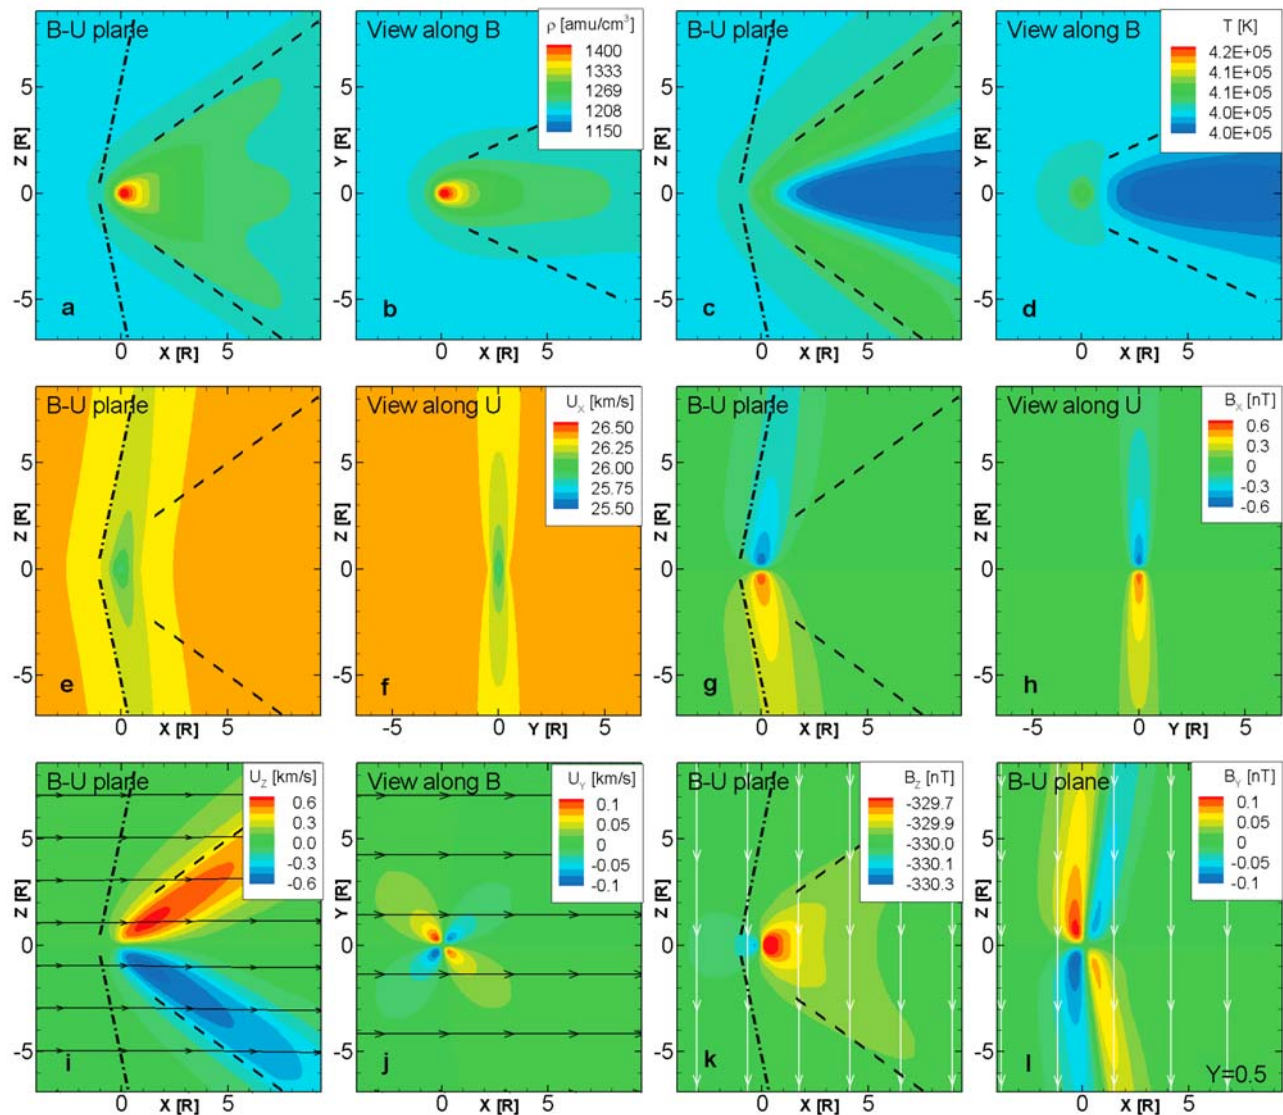 B-U plane
View along B
ρ [amu/cm³]
1400
1333
1269
1208
1150
B-U plane
View along B
T [K]
4.2E+05
4.1E+05
4.1E+05
4.0E+05
4.0E+05
Z [R]
5
0
-5
a
0
5
X [R]
Y [R]
5
0
-5
b
0
5
X [R]
Z [R]
5
0
-5
c
0
5
X [R]
Y [R]
5
0
-5
d
0
5
X [R]
B-U plane
U_X [km/s]
View along U
26.50
26.25
26.00
25.75
25.50
B-U plane
View along U
B_X [nT]
0.6
0.3
0
-0.3
-0.6
Z [R]
5
0
-5
e
0
5
X [R]
Z [R]
5
0
-5
f
-5
0
Y [R]
5
Z [R]
5
0
-5
g
0
5
X [R]
Z [R]
5
0
-5
h
-5
0
Y [R]
5
B-U plane
U_Z [km/s]
0.6
0.3
0.0
-0.3
-0.6
View along B
U_Y [km/s]
0.1
0.05
0
-0.05
-0.1
B-U plane
B_Z [nT]
-329.7
-329.9
-330.0
-330.1
-330.3
B-U plane
B_Y [nT]
0.1
0.05
0
-0.05
-0.1
Z [R]
5
0
-5
i
0
5
X [R]
Y [R]
5
0
-5
j
0
5
X [R]
Z [R]
5
0
-5
k
0
5
X [R]
Z [R]
5
0
-5
l
Y=0.5
0
5
X [R]